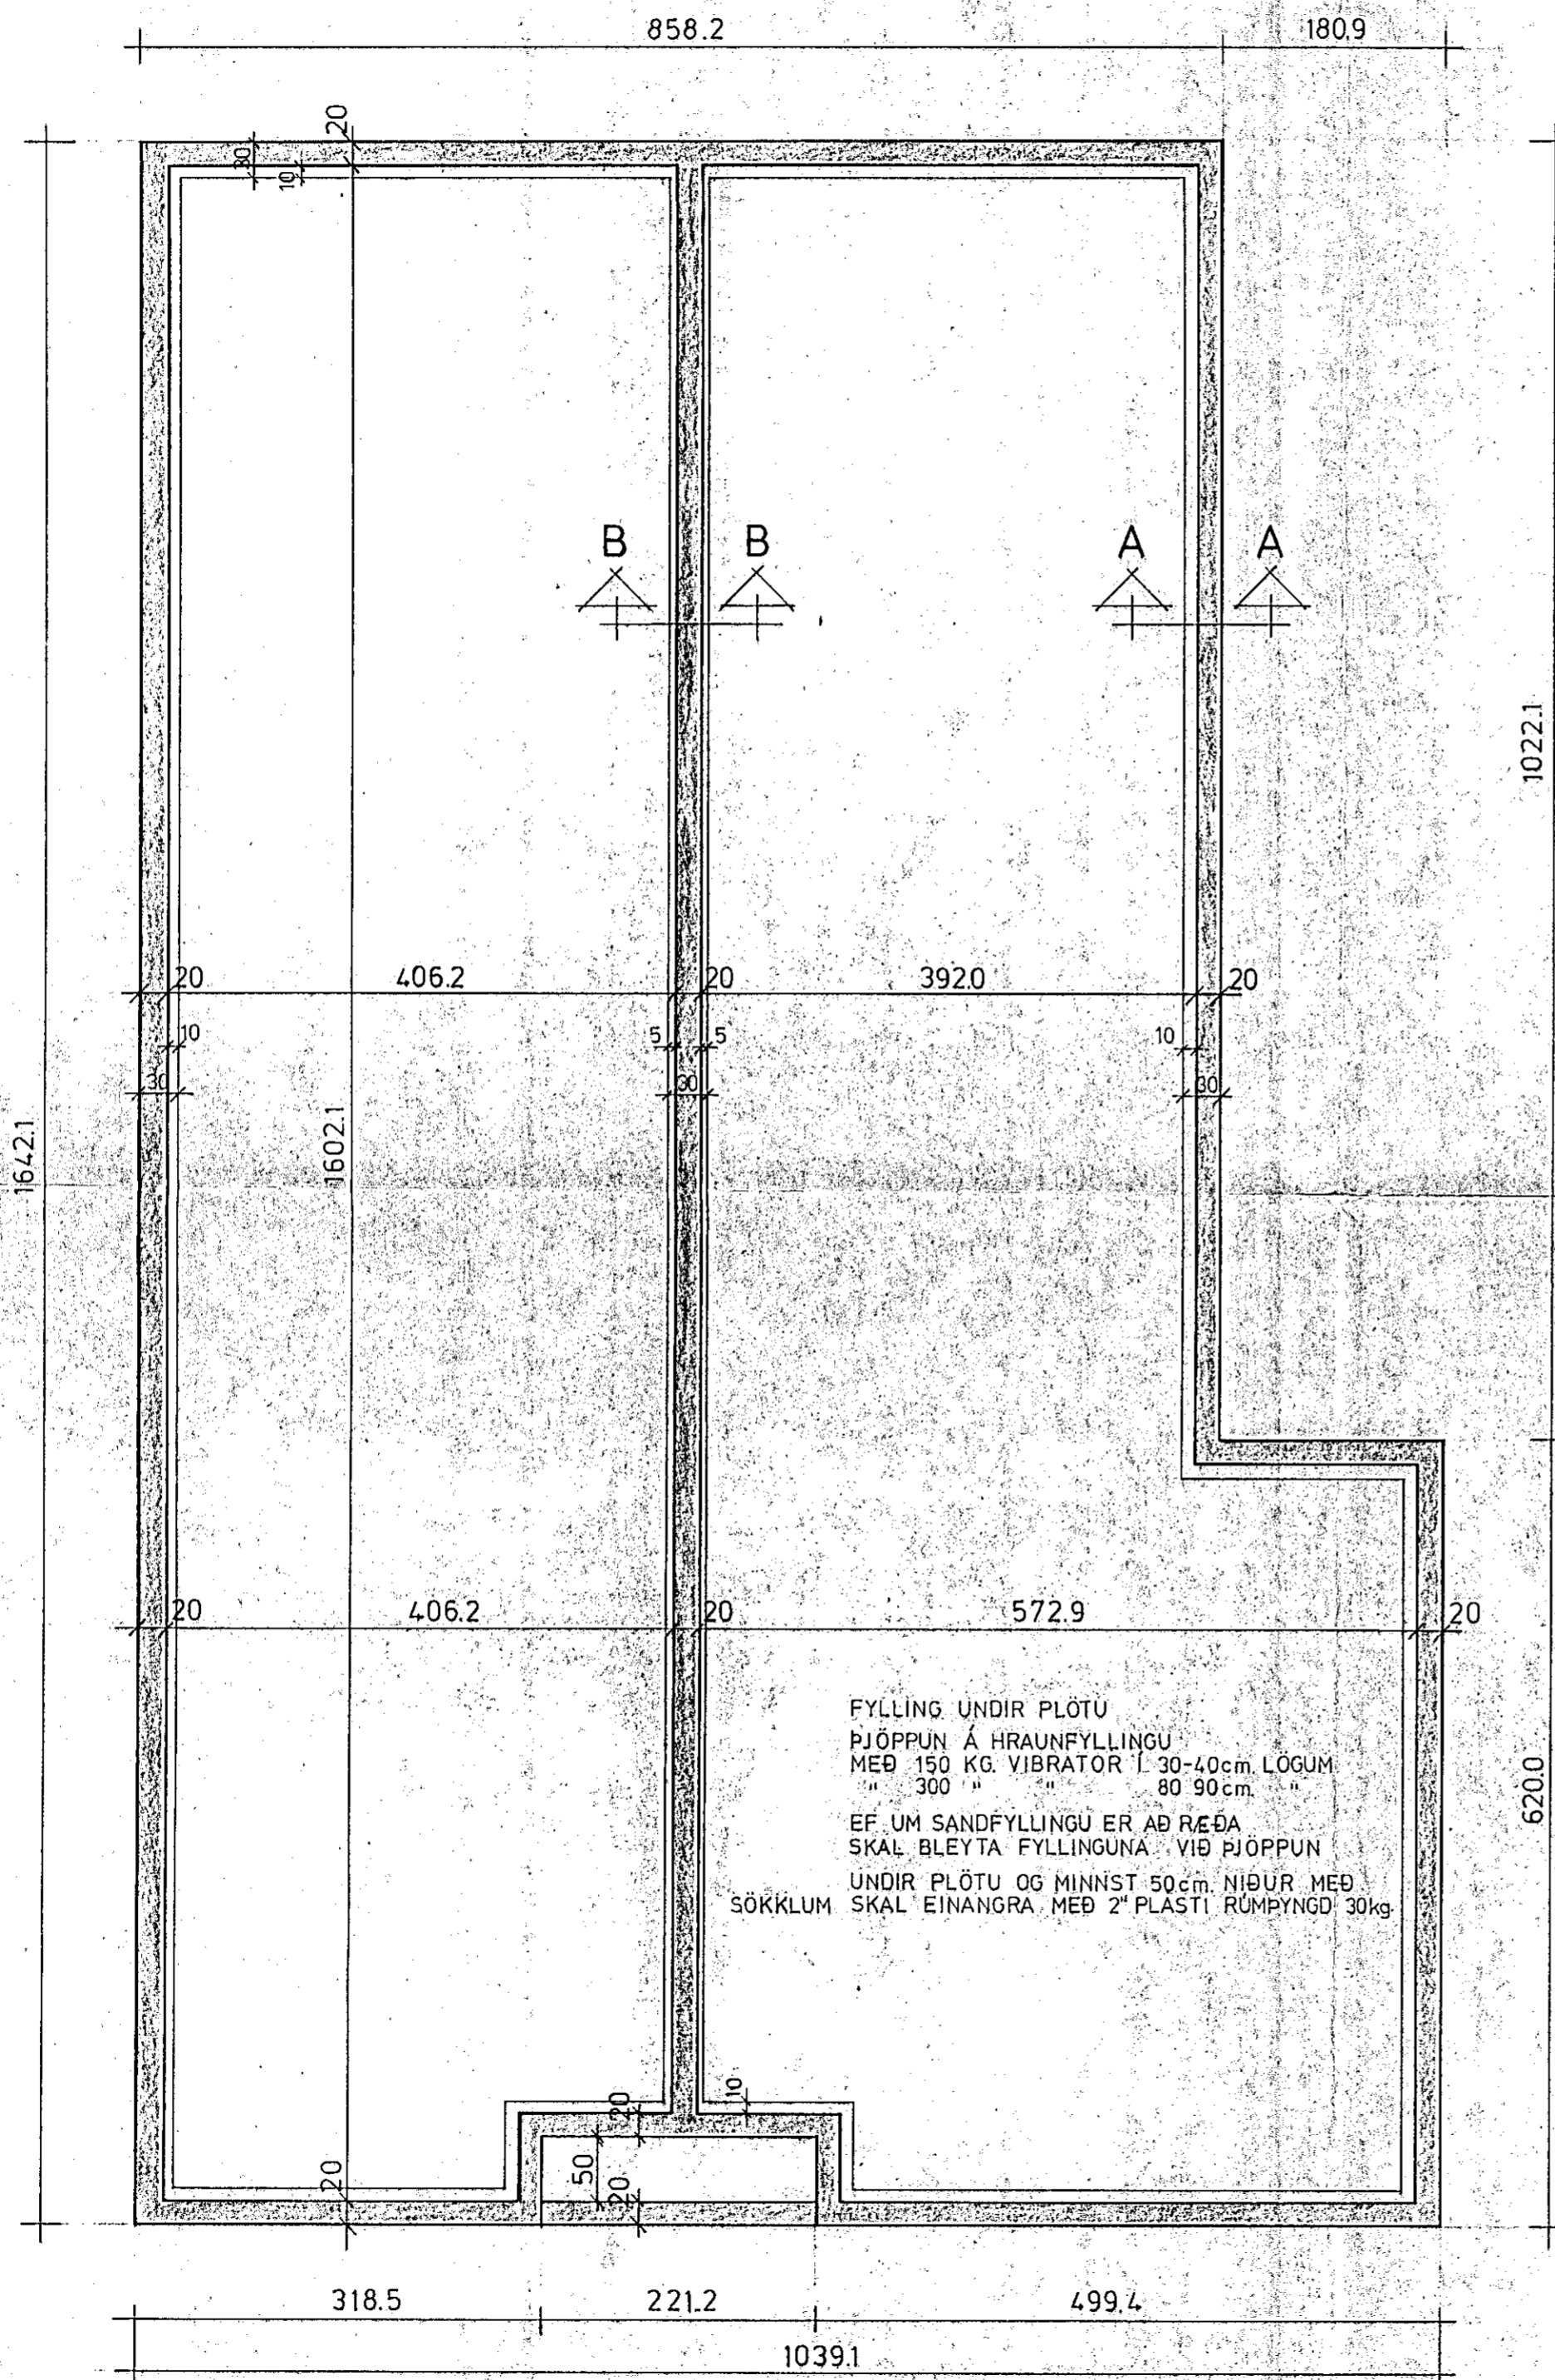 858.2
180.9
20
30
10
B
B
A
A
1022.1
20
406.2
20
392.0
20
10
5
5
10
30
30
30
1642.1
1602.1
20
406.2
20
572.9
20
FYLLING UNDIR PLÖTU
ÞJÖPPUN Á HRAUNFYLLINGU
MEÐ 150 KG. VIBRATOR Í 30-40cm. LÖGUM
" 300 " " 80 90cm. "
EF UM SANDFYLLINGU ER AÐ RÆÐA
SKAL BLEYTA FYLLINGUNA VIÐ ÞJÖPPUN
UNDIR PLÖTU OG MINNST 50cm. NIÐUR MEÐ
SÖKKLUM SKAL EINANGRA MEÐ 2" PLASTI RÚMÞYNGD 30kg.
620.0
10
20
50
20
20
318.5
221.2
499.4
1039.1